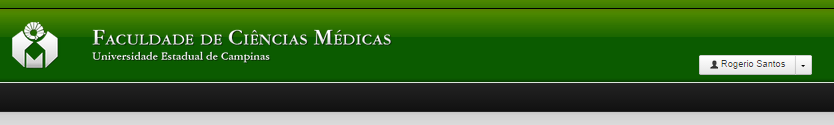 Faculdade de Ciências Médicas
Universidade Estadual de Campinas
Rogerio Santos